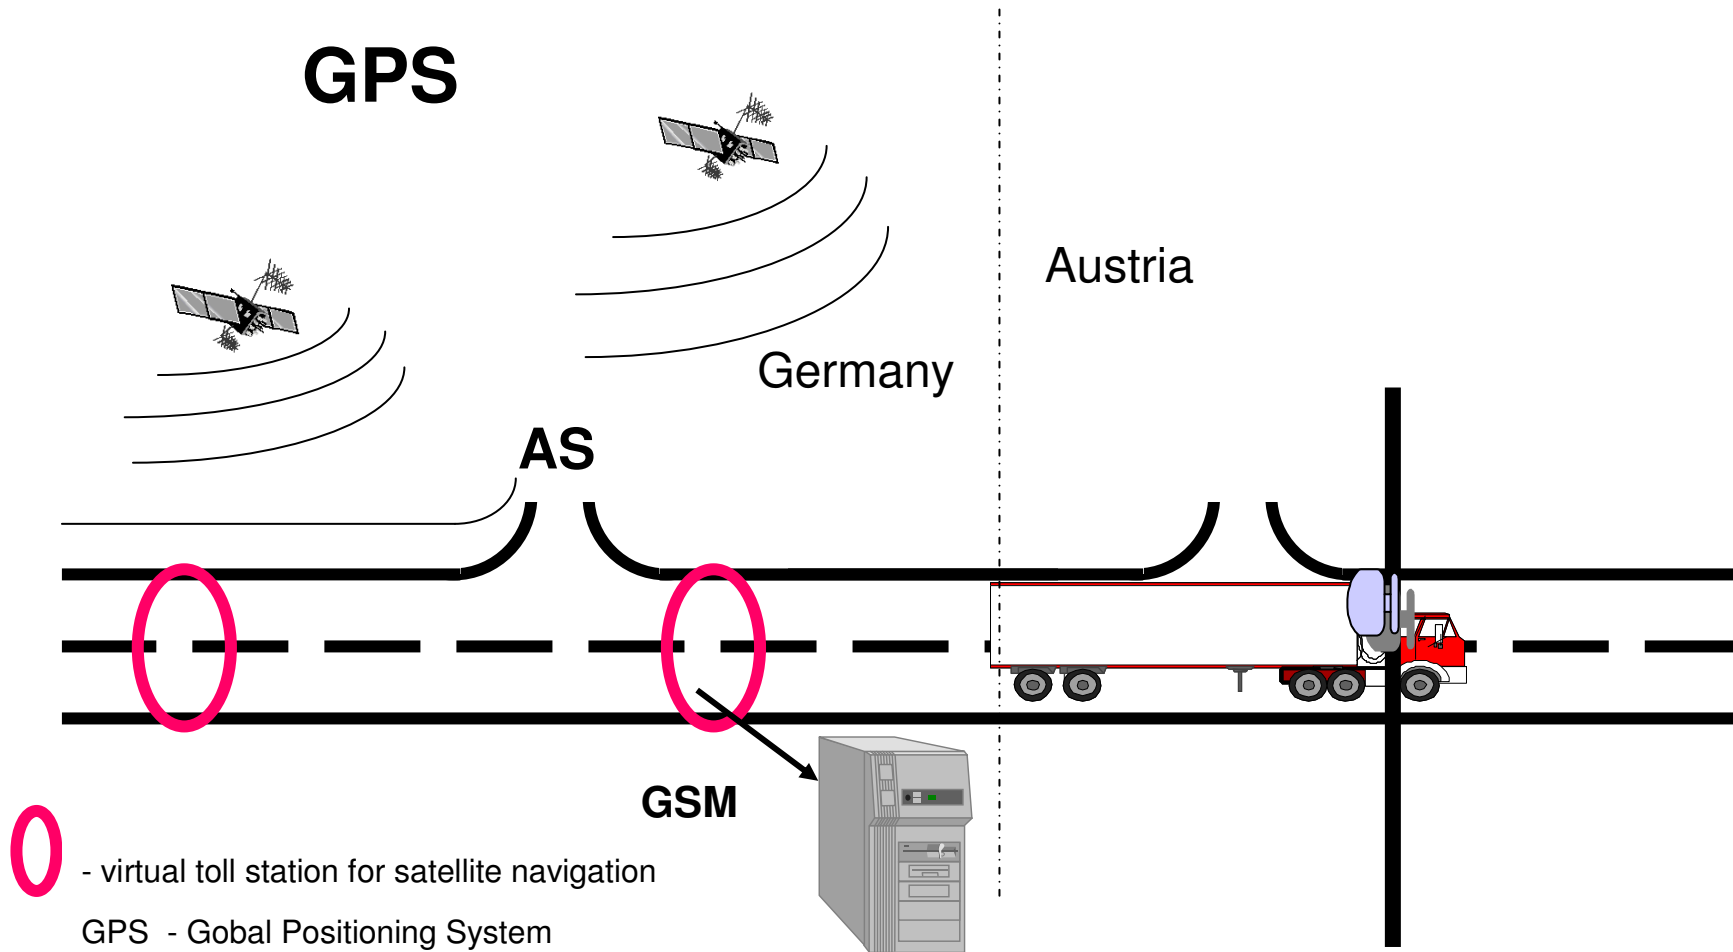 GPS
Austria
Germany
AS
GSM
- virtual toll station for satellite navigation
GPS - Gobal Positioning System